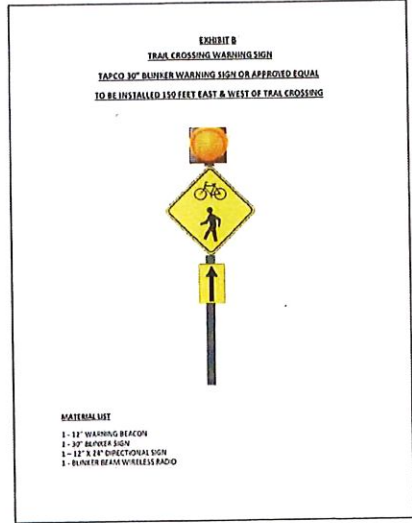 EXHIBIT B
TRAIL CROSSING WARNING SIGN
TAPCO 30" BLINKER WARNING SIGN OR APPROVED EQUAL
TO BE INSTALLED 150 FEET EAST & WEST OF TRAIL CROSSING
MATERIAL LIST
1 - 12" WARNING BEACON
1 - 30" BLINKER SIGN
1 - 12" X 24" DIRECTIONAL SIGN
1 - BLINKER BEAM WIRELESS RADIO